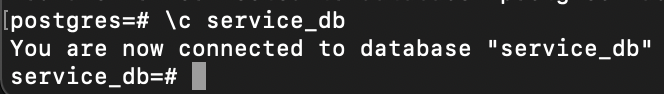 [postgres=# \c service_db
You are now connected to database "service_db"
service_db=#